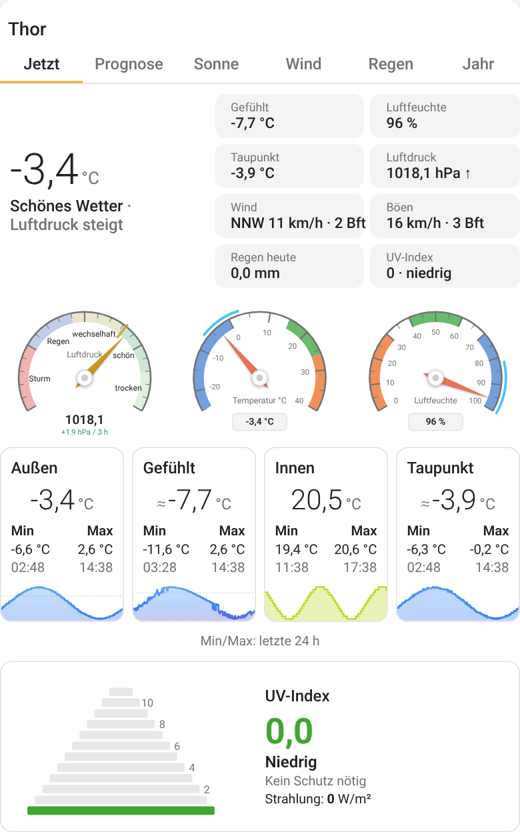 Thor
Jetzt Prognose Sonne Wind Regen Jahr
-3,4 °C
Schönes Wetter ·
Luftdruck steigt
Gefühlt
-7,7 °C
Luftfeuchte
96 %
Taupunkt
-3,9 °C
Luftdruck
1018,1 hPa ↑
Wind
NNW 11 km/h · 2 Bft
Böen
16 km/h · 3 Bft
Regen heute
0,0 mm
UV-Index
0 · niedrig
Sturm
Regen
wechselhaft
schön
trocken
Luftdruck
1018,1
+1.9 hPa / 3 h
-20
-10
0
10
20
30
40
Temperatur °C
-3,4 °C
0
10
20
30
40
50
60
70
80
90
100
Luftfeuchte
96 %
Außen
-3,4 °C
Min Max
-6,6 °C 2,6 °C
02:48 14:38
Gefühlt
≈-7,7 °C
Min Max
-11,6 °C 2,6 °C
03:28 14:38
Innen
20,5 °C
Min Max
19,4 °C 20,6 °C
11:38 17:38
Taupunkt
≈-3,9 °C
Min Max
-6,3 °C -0,2 °C
02:48 14:38
Min/Max: letzte 24 h
10
8
6
4
2
UV-Index
0,0
Niedrig
Kein Schutz nötig
Strahlung: 0 W/m²